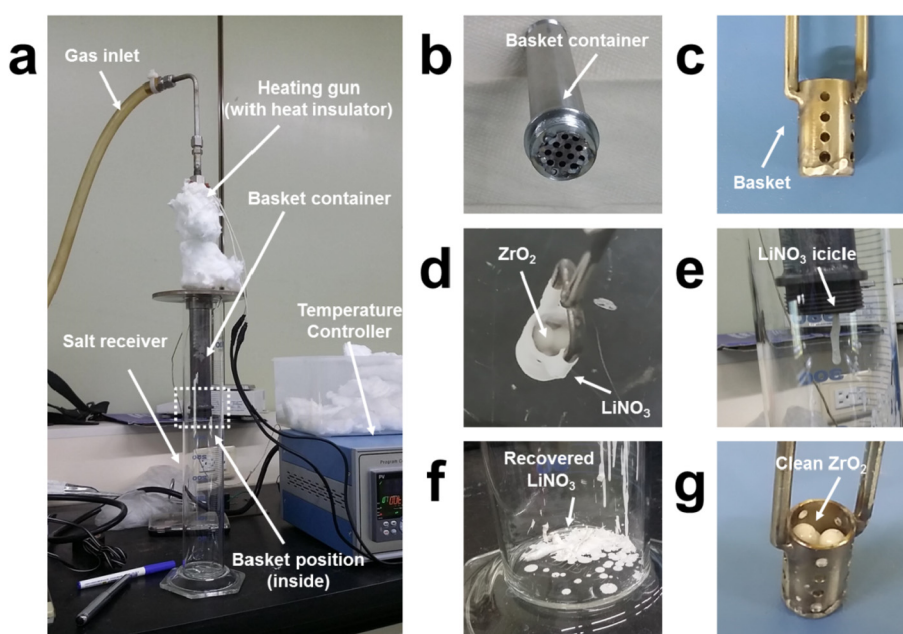 a
Gas inlet
Heating gun
(with heat insulator)
Basket container
Temperature
Controller
Salt receiver
Basket position
(inside)
b
Basket container
c
Basket
d
ZrO₂
LiNO₃
e
LiNO₃ icicle
f
Recovered
LiNO₃
g
Clean ZrO₂